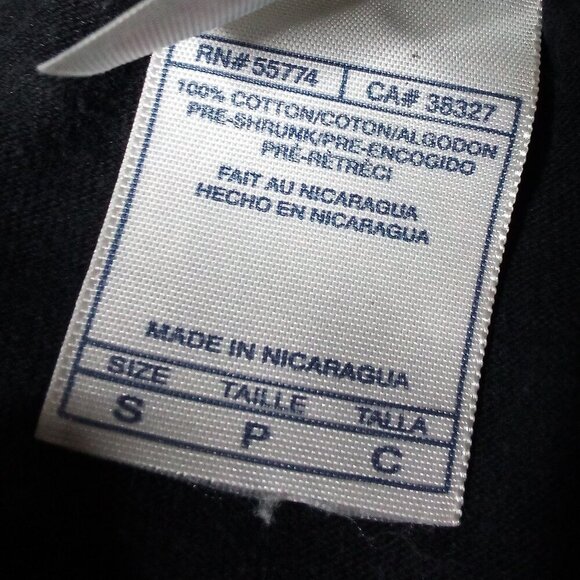 RN# 55774 CA# 38327
100% COTTON/COTON/ALGODON
PRE-SHRUNK/PRE-ENCOGIDO
PRÉ-RÉTRÉCI
FAIT AU NICARAGUA
HECHO EN NICARAGUA
MADE IN NICARAGUA
SIZE TAILLE TALLA
S P C